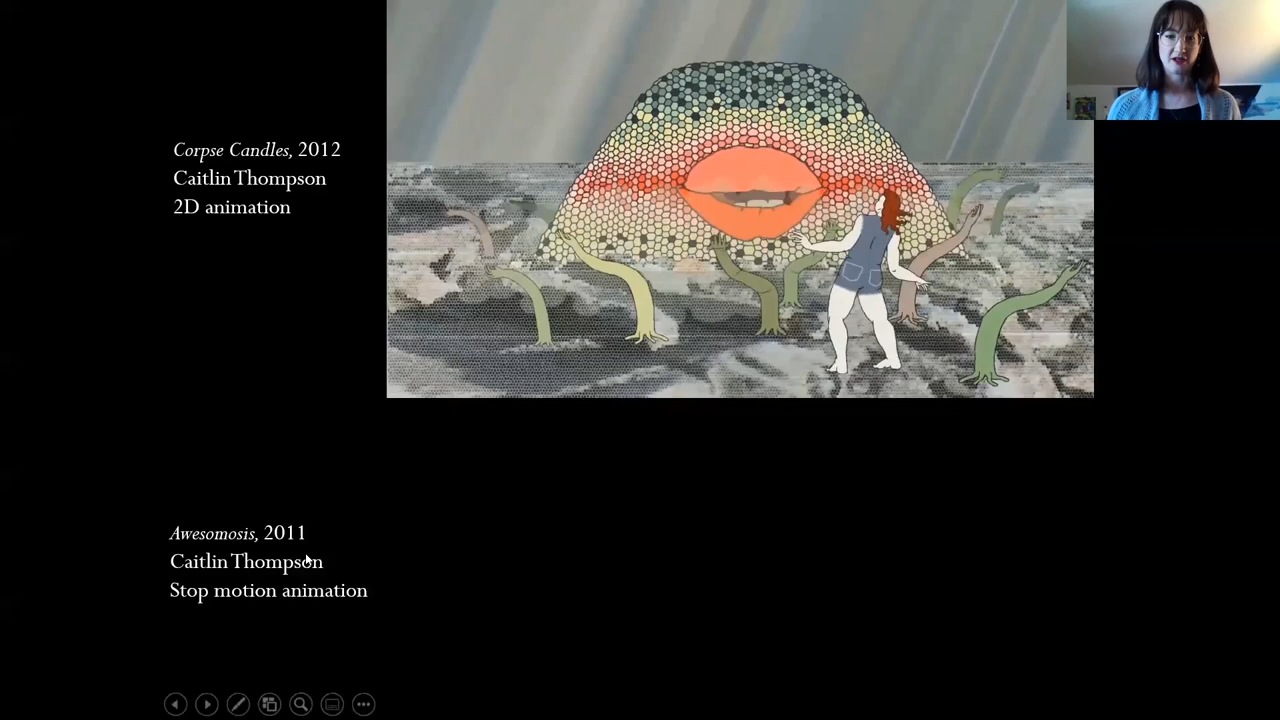 Corpse Candles, 2012
Caitlin Thompson
2D animation
Awesomosis, 2011
Caitlin Thompson
Stop motion animation